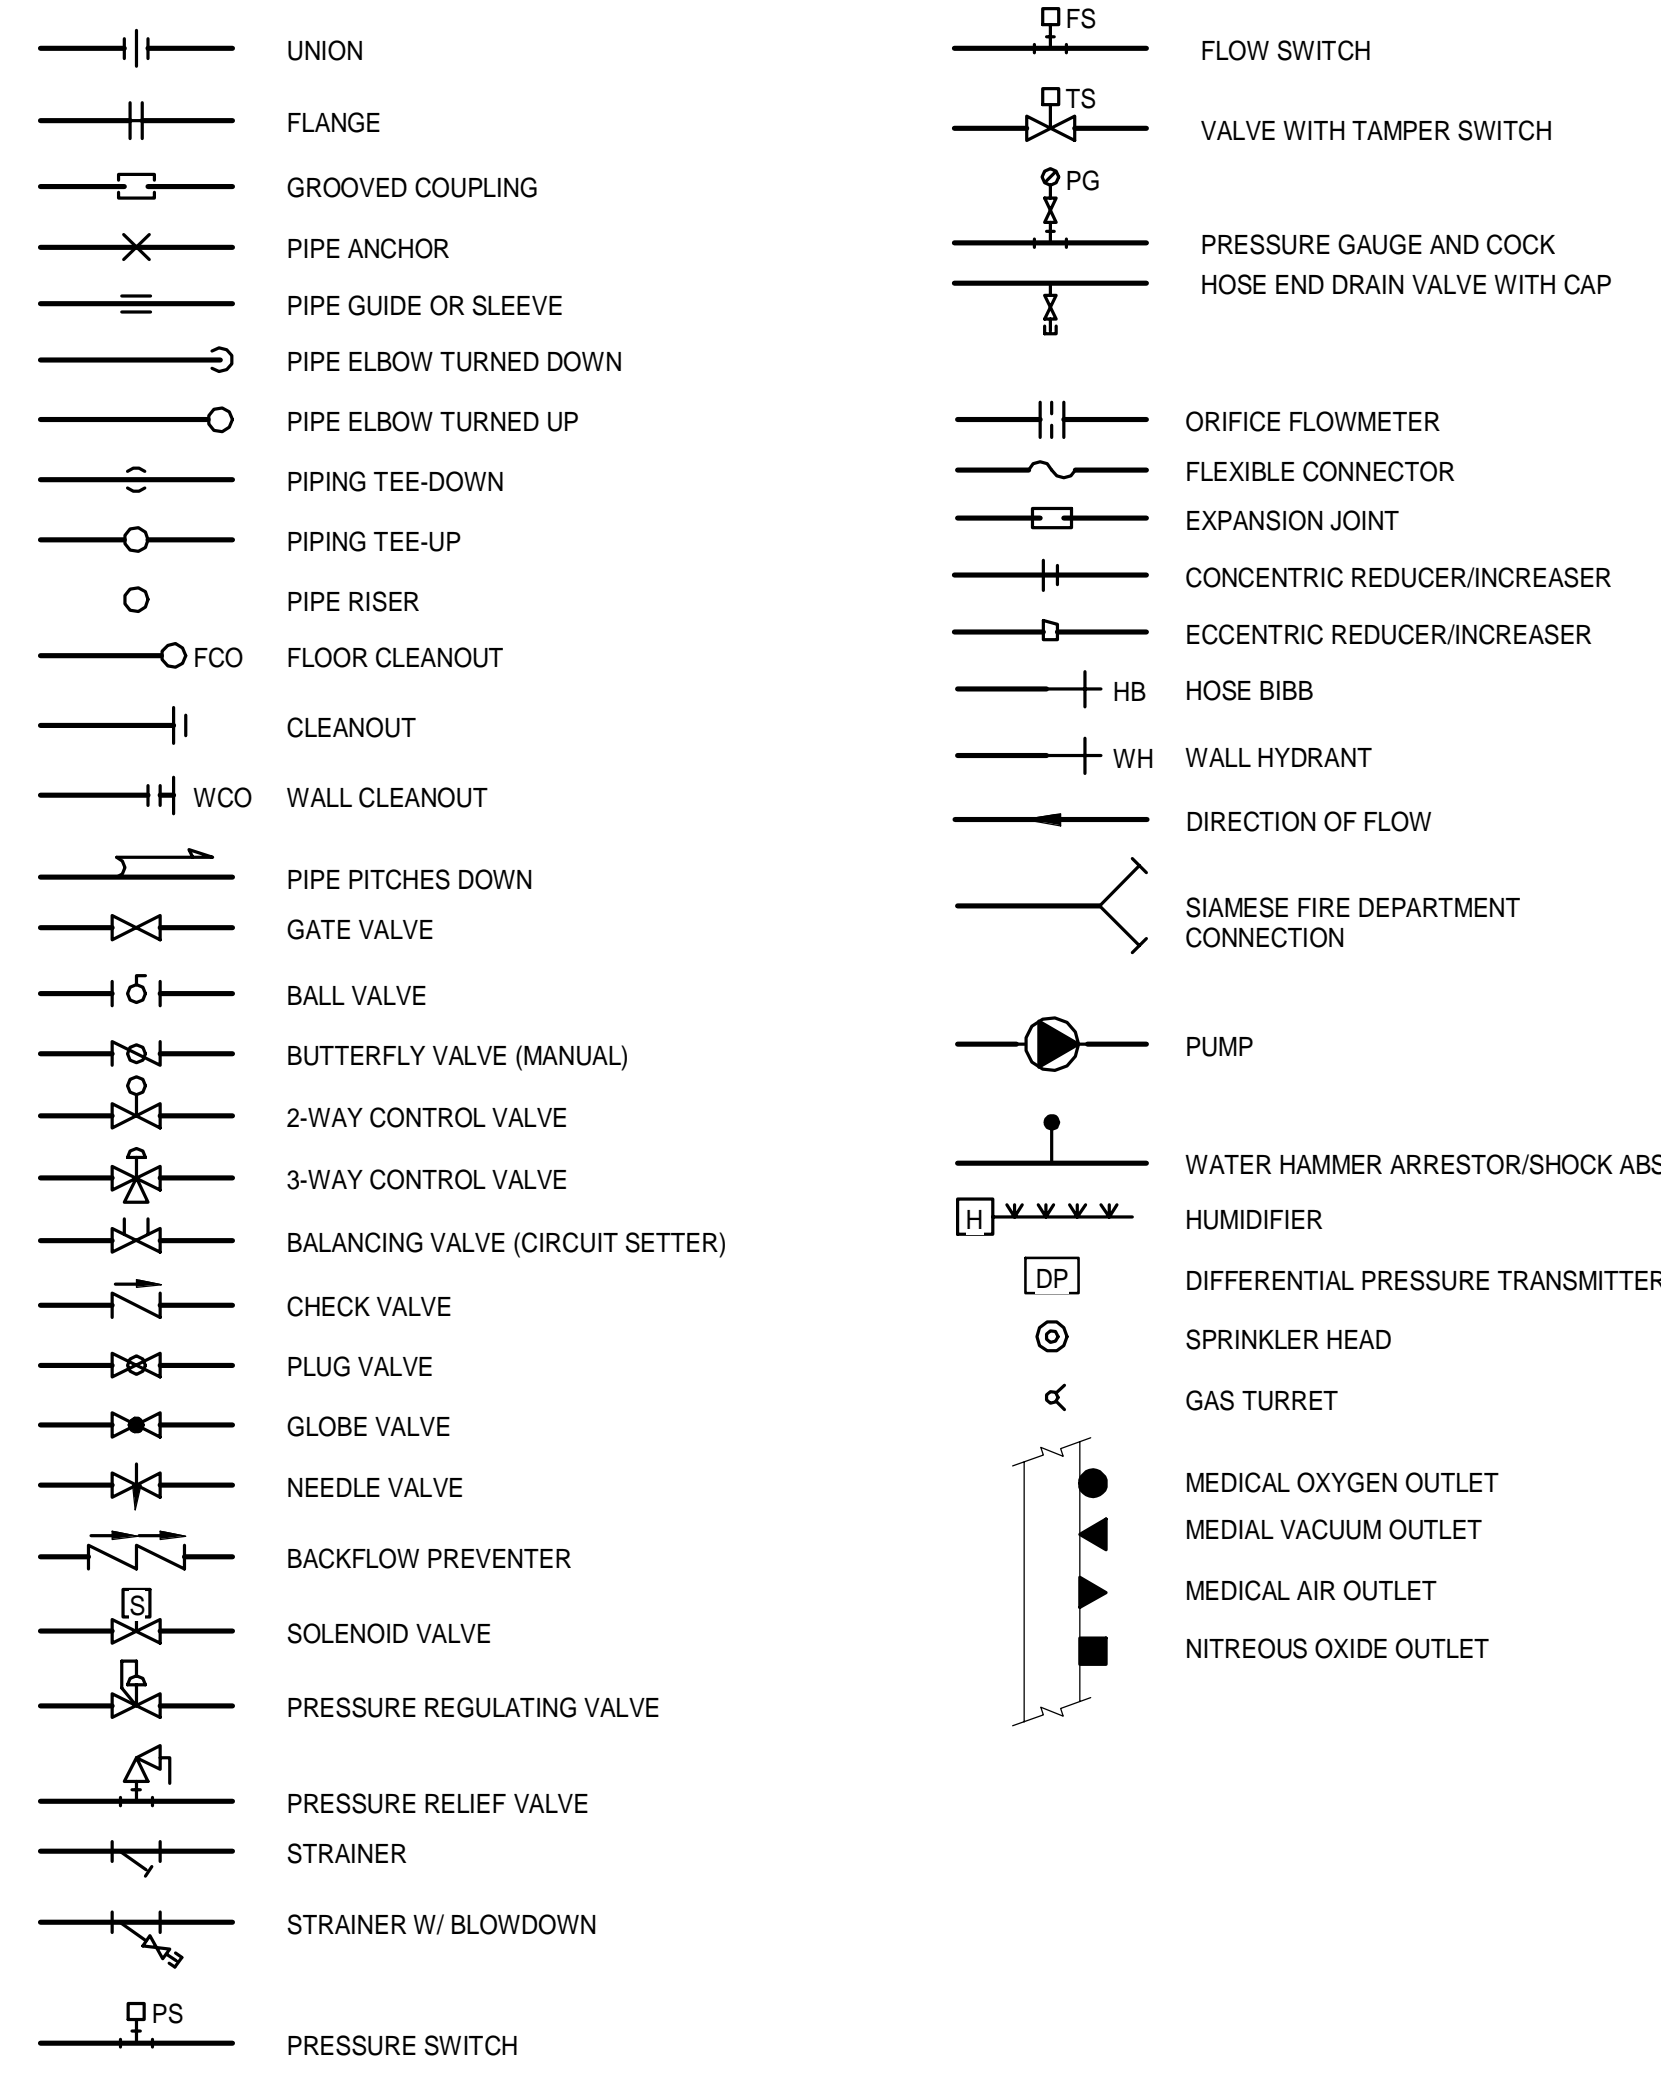 UNION
FLANGE
GROOVED COUPLING
PIPE ANCHOR
PIPE GUIDE OR SLEEVE
PIPE ELBOW TURNED DOWN
PIPE ELBOW TURNED UP
PIPING TEE-DOWN
PIPING TEE-UP
PIPE RISER
FCO FLOOR CLEANOUT
CLEANOUT
WCO WALL CLEANOUT
PIPE PITCHES DOWN
GATE VALVE
BALL VALVE
BUTTERFLY VALVE (MANUAL)
2-WAY CONTROL VALVE
3-WAY CONTROL VALVE
BALANCING VALVE (CIRCUIT SETTER)
CHECK VALVE
PLUG VALVE
GLOBE VALVE
NEEDLE VALVE
BACKFLOW PREVENTER
S
SOLENOID VALVE
PRESSURE REGULATING VALVE
PRESSURE RELIEF VALVE
STRAINER
STRAINER W/ BLOWDOWN
PS
PRESSURE SWITCH
FS
FLOW SWITCH
TS
VALVE WITH TAMPER SWITCH
PG
PRESSURE GAUGE AND COCK
HOSE END DRAIN VALVE WITH CAP
ORIFICE FLOWMETER
FLEXIBLE CONNECTOR
EXPANSION JOINT
CONCENTRIC REDUCER/INCREASER
ECCENTRIC REDUCER/INCREASER
HB HOSE BIBB
WH WALL HYDRANT
DIRECTION OF FLOW
SIAMESE FIRE DEPARTMENT
CONNECTION
PUMP
WATER HAMMER ARRESTOR/SHOCK ABS
H HUMIDIFIER
DP DIFFERENTIAL PRESSURE TRANSMITTER
SPRINKLER HEAD
GAS TURRET
MEDICAL OXYGEN OUTLET
MEDIAL VACUUM OUTLET
MEDICAL AIR OUTLET
NITREOUS OXIDE OUTLET